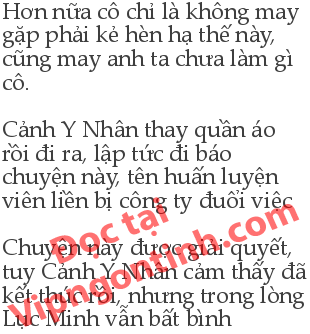 Hơn nữa cô chỉ là không may
gặp phải kẻ hèn hạ thế này,
cũng may anh ta chưa làm gì
cô.
Cảnh Y Nhân thay quần áo
rồi đi ra, lập tức đi báo
chuyện này, tên huấn luyện
viên liền bị công ty đuổi việc
Chuyện này được giải quyết,
tuy Cảnh Y Nhân cảm thấy đã
kết thúc rồi, nhưng trong lòng
Lục Minh vẫn bất bình
Đọc tại
Vipngontinh.com